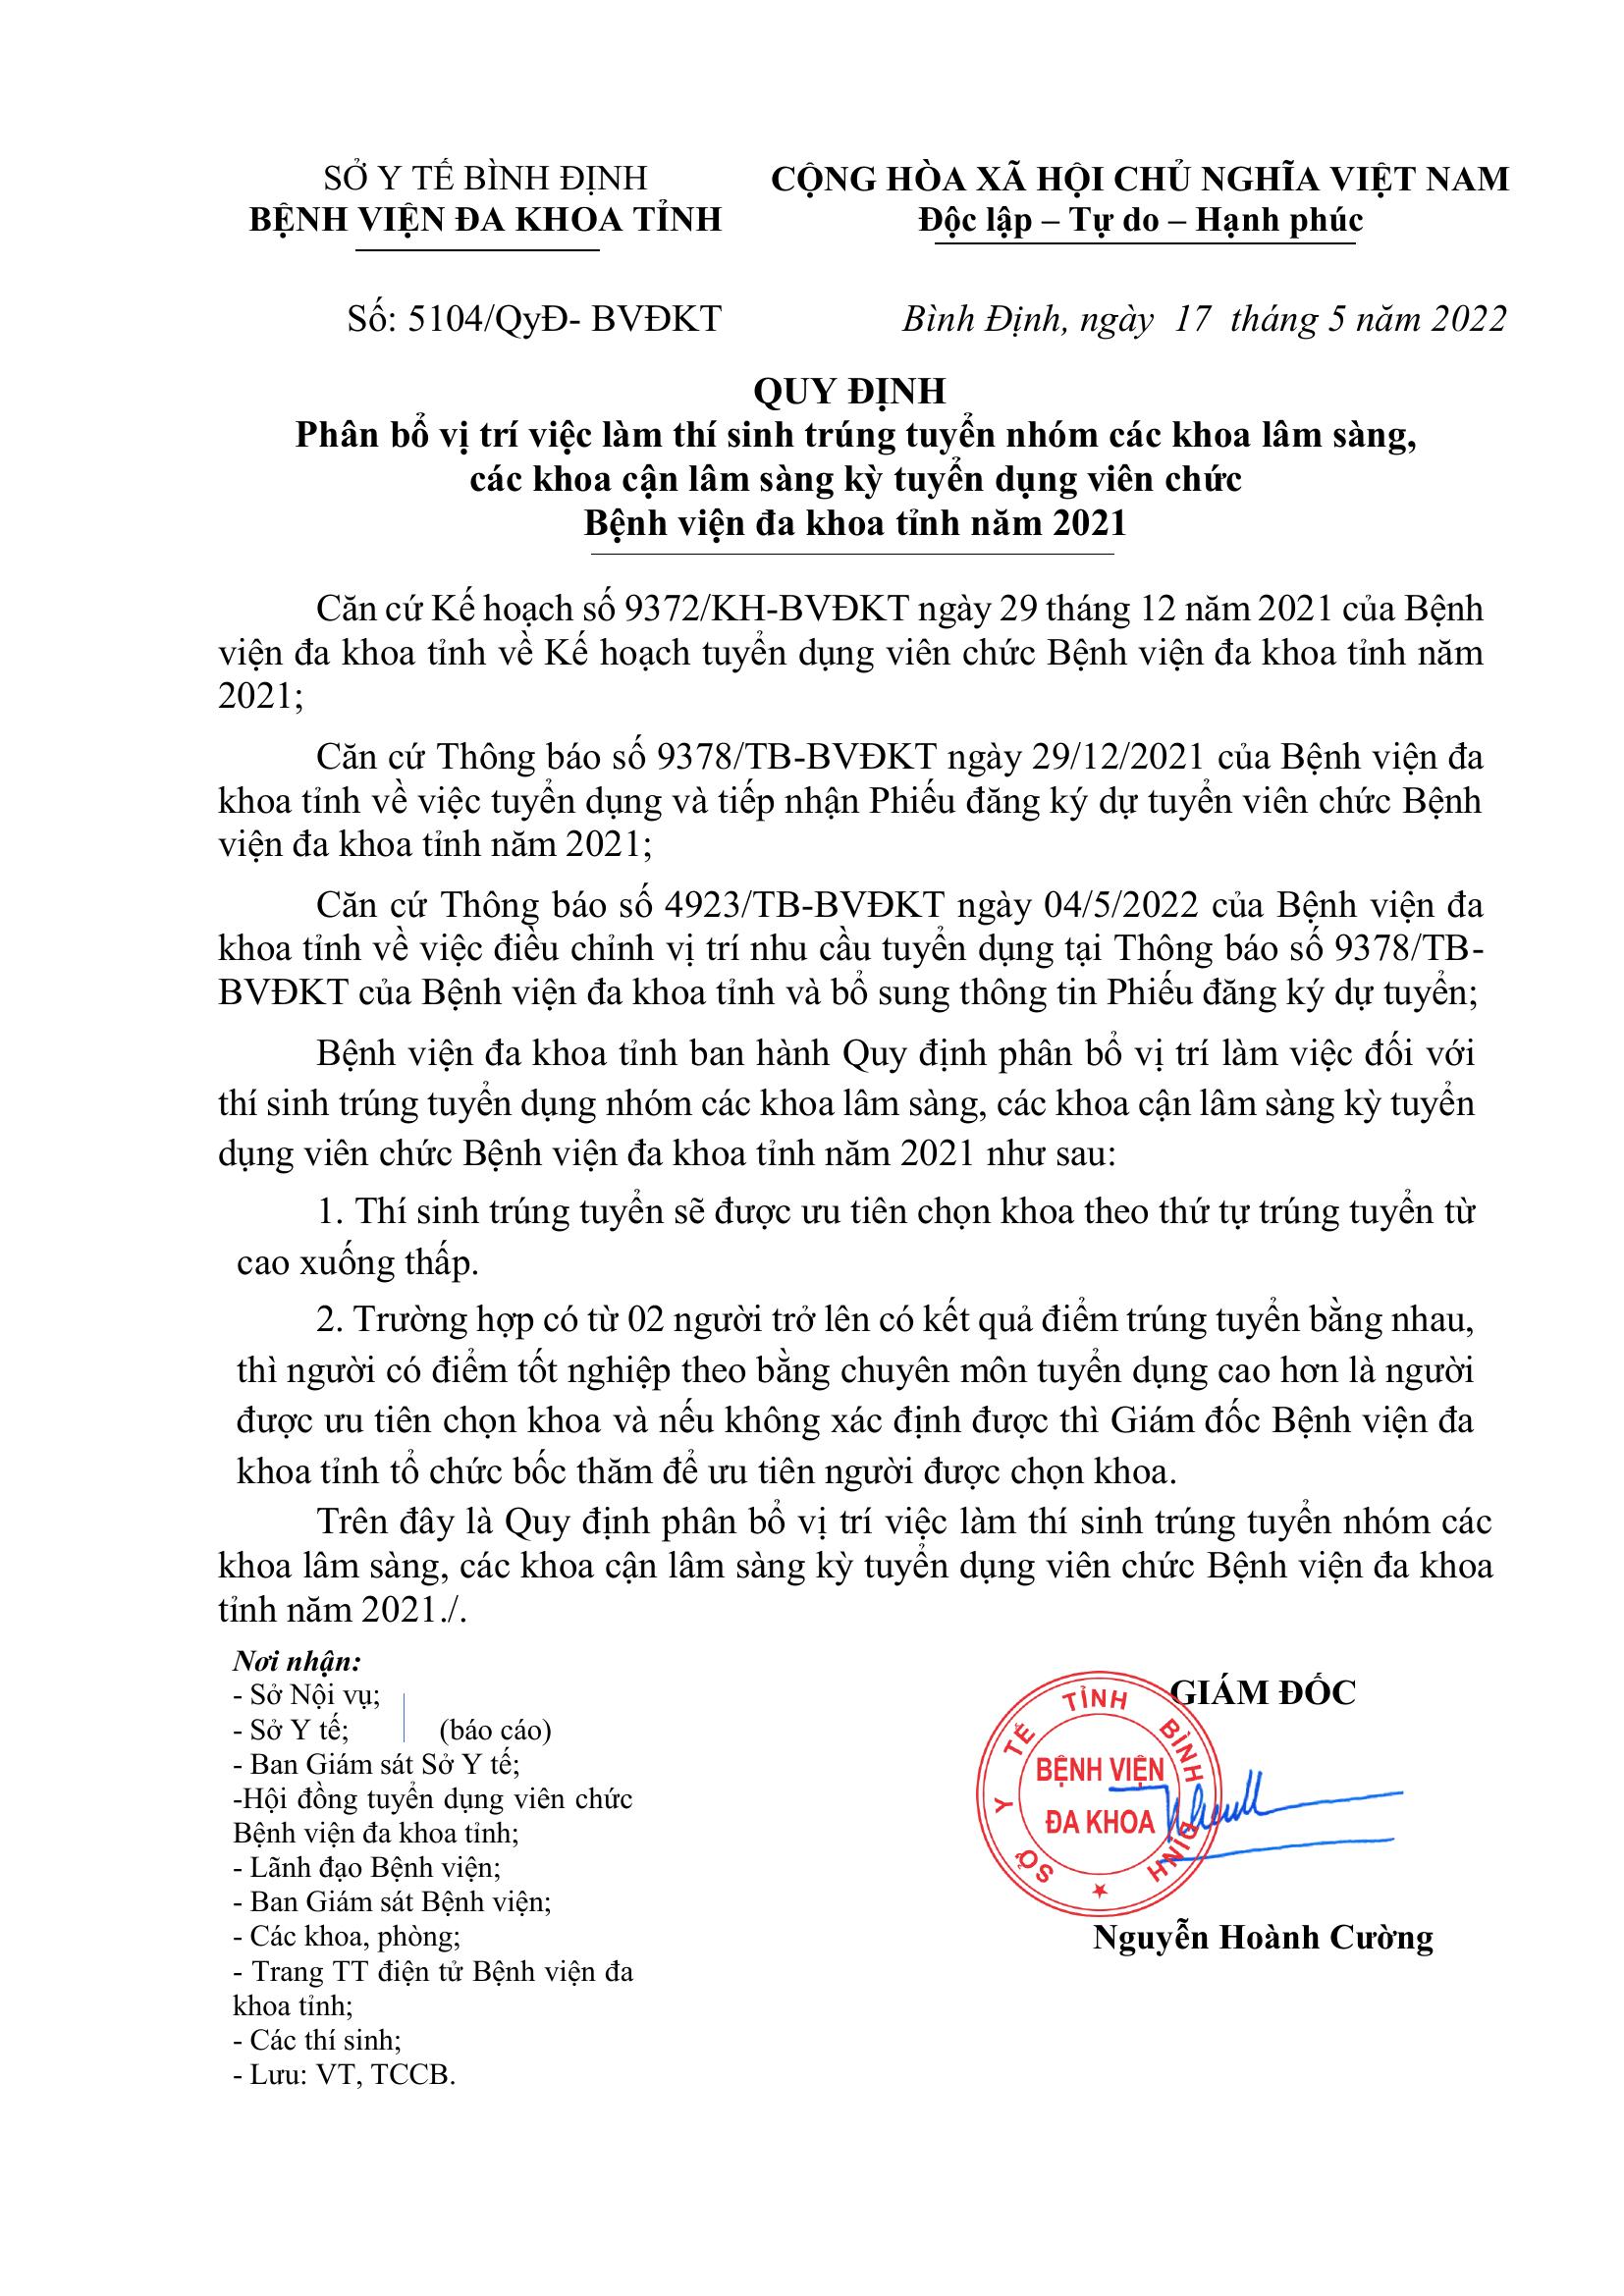 SỞ Y TẾ BÌNH ĐỊNH
BỆNH VIỆN ĐA KHOA TỈNH
CỘNG HÒA XÃ HỘI CHỦ NGHĨA VIỆT NAM
Độc lập – Tự do – Hạnh phúc
Số: 5104/QyĐ- BVĐKT
Bình Định, ngày 17 tháng 5 năm 2022
QUY ĐỊNH
Phân bổ vị trí việc làm thí sinh trúng tuyển nhóm các khoa lâm sàng,
các khoa cận lâm sàng kỳ tuyển dụng viên chức
Bệnh viện đa khoa tỉnh năm 2021
Căn cứ Kế hoạch số 9372/KH-BVĐKT ngày 29 tháng 12 năm 2021 của Bệnh
viện đa khoa tỉnh về Kế hoạch tuyển dụng viên chức Bệnh viện đa khoa tỉnh năm
2021;
Căn cứ Thông báo số 9378/TB-BVĐKT ngày 29/12/2021 của Bệnh viện đa
khoa tỉnh về việc tuyển dụng và tiếp nhận Phiếu đăng ký dự tuyển viên chức Bệnh
viện đa khoa tỉnh năm 2021;
Căn cứ Thông báo số 4923/TB-BVĐKT ngày 04/5/2022 của Bệnh viện đa
khoa tỉnh về việc điều chỉnh vị trí nhu cầu tuyển dụng tại Thông báo số 9378/TB-
BVĐKT của Bệnh viện đa khoa tỉnh và bổ sung thông tin Phiếu đăng ký dự tuyển;
Bệnh viện đa khoa tỉnh ban hành Quy định phân bổ vị trí làm việc đối với
thí sinh trúng tuyển dụng nhóm các khoa lâm sàng, các khoa cận lâm sàng kỳ tuyển
dụng viên chức Bệnh viện đa khoa tỉnh năm 2021 như sau:
1. Thí sinh trúng tuyển sẽ được ưu tiên chọn khoa theo thứ tự trúng tuyển từ
cao xuống thấp.
2. Trường hợp có từ 02 người trở lên có kết quả điểm trúng tuyển bằng nhau,
thì người có điểm tốt nghiệp theo bằng chuyên môn tuyển dụng cao hơn là người
được ưu tiên chọn khoa và nếu không xác định được thì Giám đốc Bệnh viện đa
khoa tỉnh tổ chức bốc thăm để ưu tiên người được chọn khoa.
Trên đây là Quy định phân bổ vị trí việc làm thí sinh trúng tuyển nhóm các
khoa lâm sàng, các khoa cận lâm sàng kỳ tuyển dụng viên chức Bệnh viện đa khoa
tỉnh năm 2021./.
Nơi nhận:
- Sở Nội vụ;
- Sở Y tế; (báo cáo)
- Ban Giám sát Sở Y tế;
-Hội đồng tuyển dụng viên chức
Bệnh viện đa khoa tỉnh;
- Lãnh đạo Bệnh viện;
- Ban Giám sát Bệnh viện;
- Các khoa, phòng;
- Trang TT điện tử Bệnh viện đa
khoa tỉnh;
- Các thí sinh;
- Lưu: VT, TCCB.
GIÁM ĐỐC
SỞ Y TẾ TỈNH BÌNH ĐỊNH
BỆNH VIỆN
ĐA KHOA
Nguyễn Hoành Cường